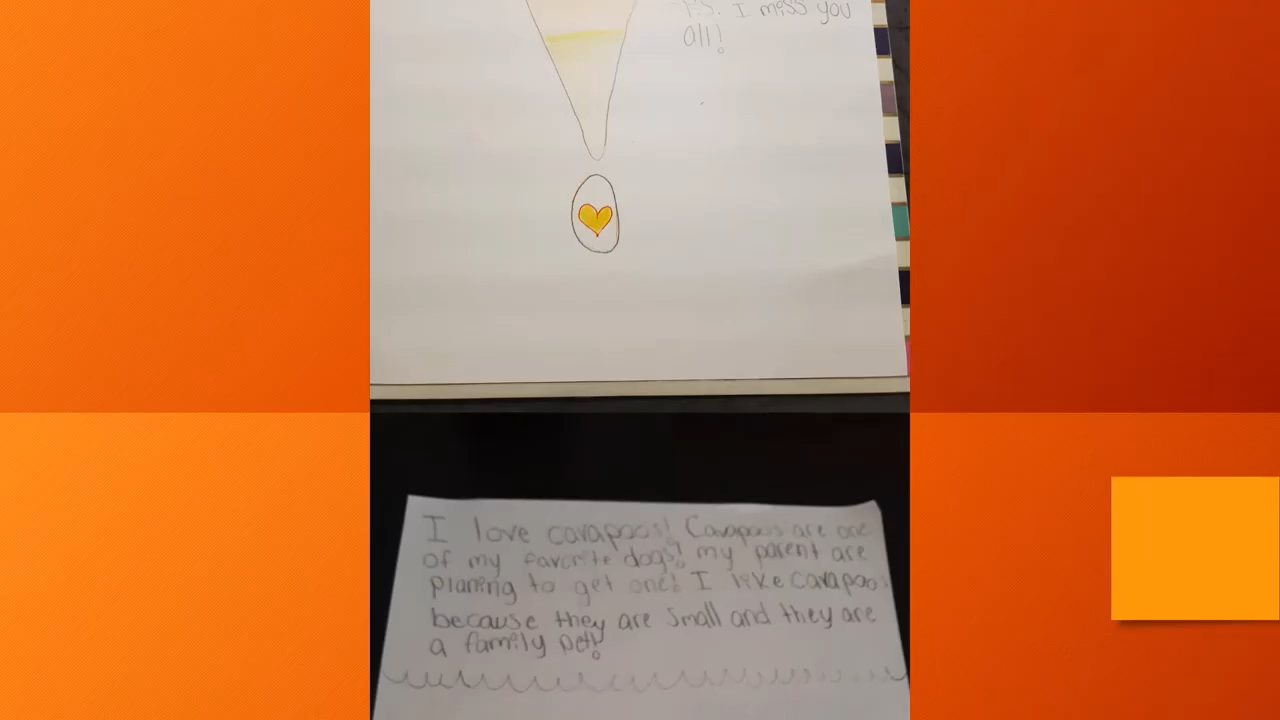 P.S. I miss you
all!
I love cavapoos! Cavapoos are one
of my favorite dogs! my parent are
planing to get one! I like cavapoos
because they are small and they are
a family pet!